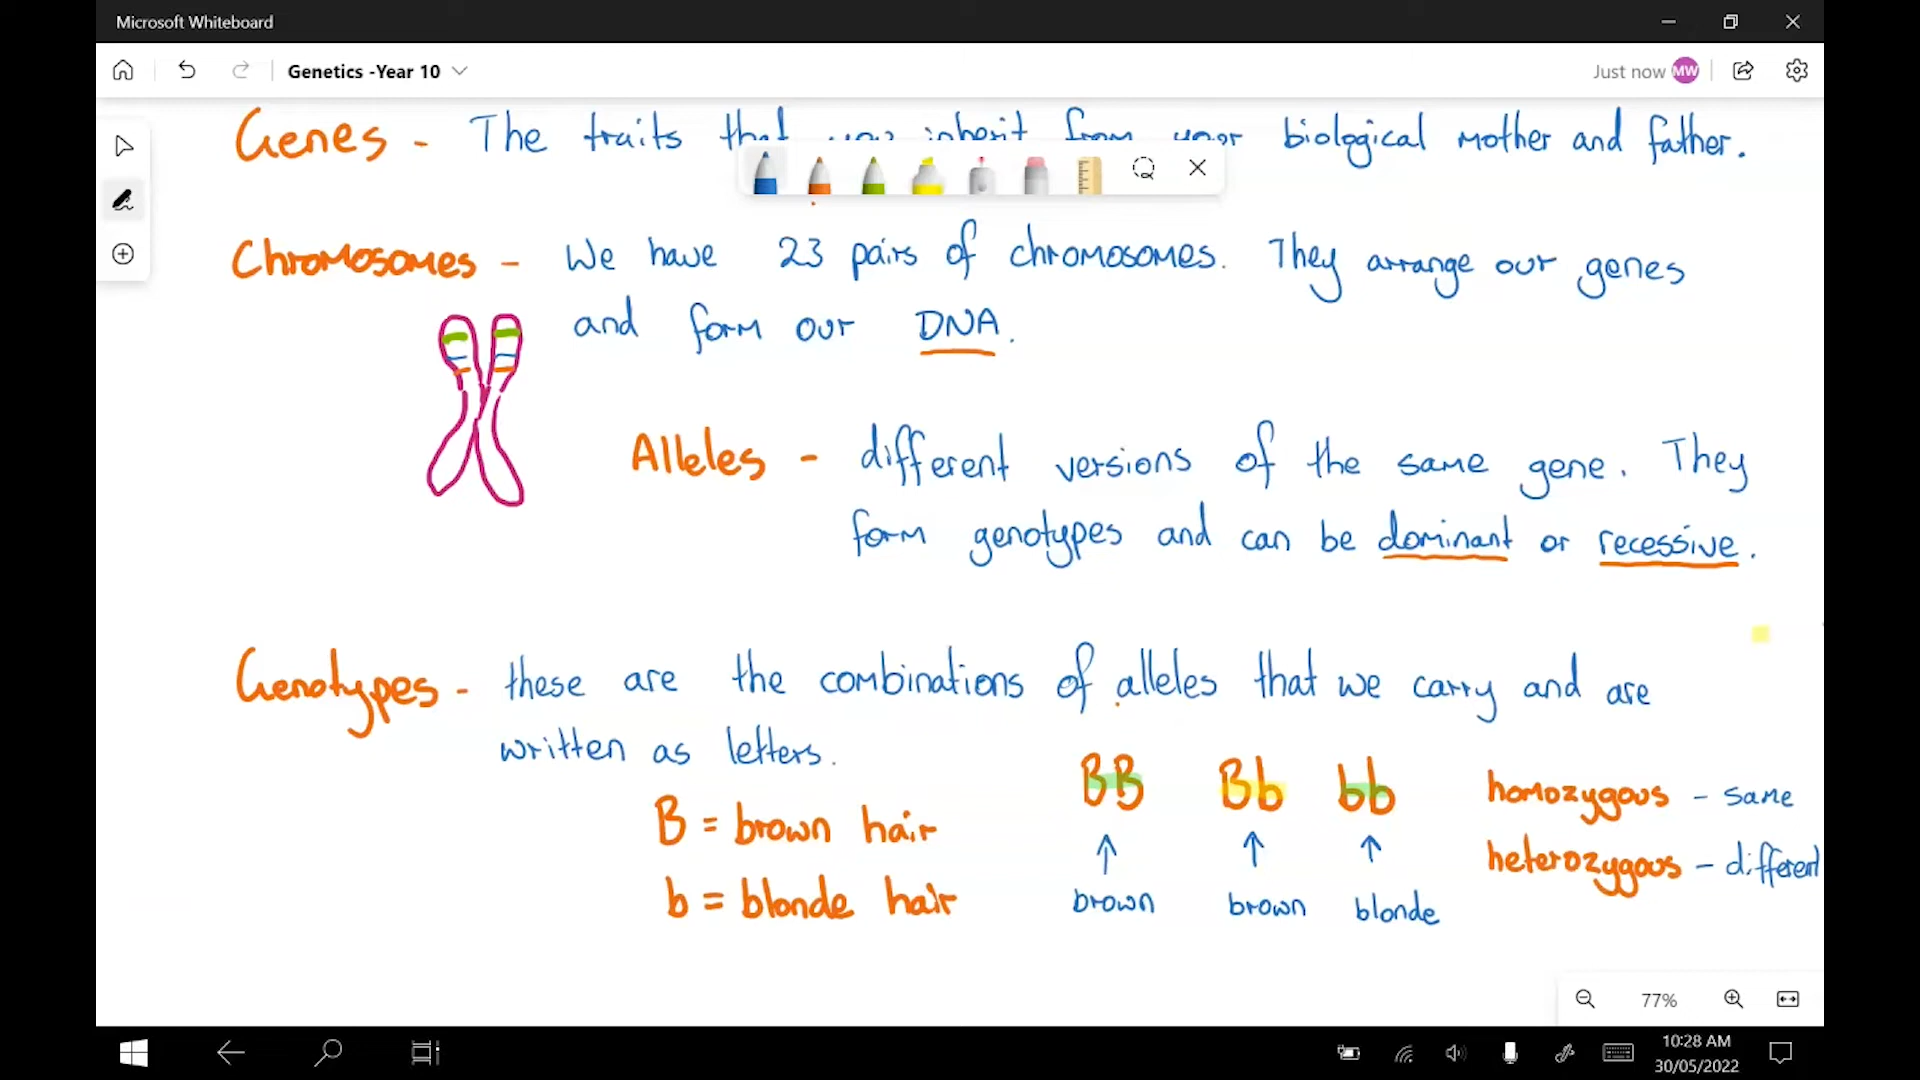 Microsoft Whiteboard
Genetics -Year 10
Just now MW
Genes - The traits that you inherit from your biological mother and father.
Chromosomes - We have 23 pairs of chromosomes. They arrange our genes
and form our DNA.
Alleles - different versions of the same gene. They
form genotypes and can be dominant or recessive.
Genotypes - these are the combinations of alleles that we carry and are
written as letters.
BB Bb bb
homozygous - same
B = brown hair
heterozygous - different
b = blonde hair
brown brown blonde
77%
10:28 AM
30/05/2022